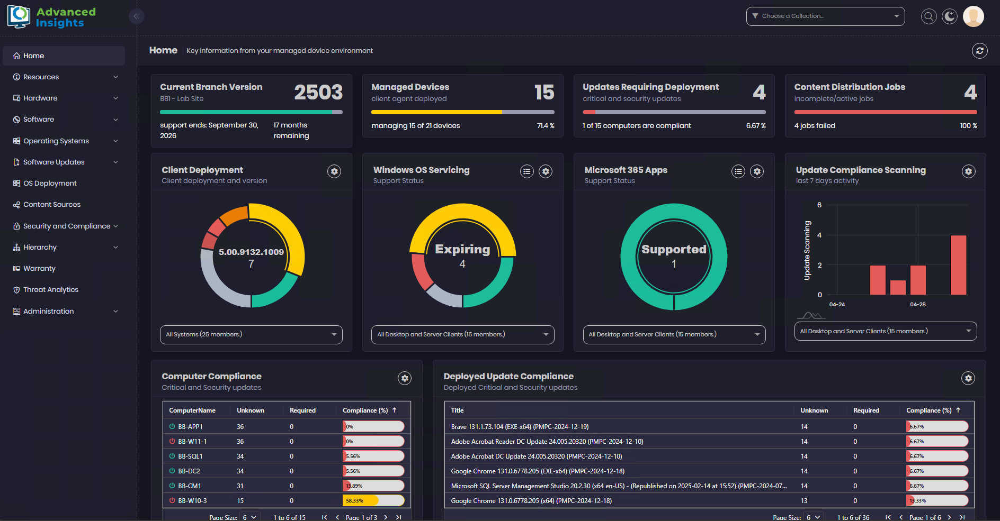 Advanced
Insights
Choose a Collection...
Home
Resources
Hardware
Software
Operating Systems
Software Updates
OS Deployment
Content Sources
Security and Compliance
Hierarchy
Warranty
Threat Analytics
Administration
Home Key information from your managed device environment
Current Branch Version
BB1 - Lab Site
2503
support ends: September 30,
2026
17 months
remaining
Managed Devices
client agent deployed
15
managing 15 of 21 devices 71.4 %
Updates Requiring Deployment
critical and security updates
4
1 of 15 computers are compliant 6.67 %
Content Distribution Jobs
incomplete/active jobs
4
4 jobs failed 100 %
Client Deployment
Client deployment and version
5.00.9132.1009
7
All Systems (25 members.)
Windows OS Servicing
Support Status
Expiring
4
All Desktop and Server Clients (15 members.)
Microsoft 365 Apps
Support Status
Supported
1
All Desktop and Server Clients (15 members.)
Update Compliance Scanning
last 7 days activity
Update Scanning
6
4
2
0
04-24 04-28
All Desktop and Server Clients (15 members.)
Computer Compliance
Critical and Security updates
ComputerName Unknown Required Compliance (%)
BB-APP1 36 0 0%
BB-W11-1 36 0 0%
BB-SQL1 34 0 5.56%
BB-DC2 34 0 5.56%
BB-CM1 31 0 13.89%
BB-W10-3 15 0 58.33%
Page Size: 6 1 to 6 of 15 Page 1 of 3
Deployed Update Compliance
Deployed Critical and Security updates
Title Unknown Required Compliance (%)
Brave 131.1.73.104 (EXE-x64) (PMPC-2024-12-19) 14 0 6.67%
Adobe Acrobat Reader DC Update 24.005.20320 (PMPC-2024-12-10) 14 0 6.67%
Adobe Acrobat DC Update 24.005.20320 (PMPC-2024-12-10) 14 0 6.67%
Google Chrome 131.0.6778.205 (EXE-x64) (PMPC-2024-12-18) 14 0 6.67%
Microsoft SQL Server Management Studio 20.2.30 (x64 en-US) - (Republished on 2025-02-14 at 15:52) (PMPC-2024-07... 14 0 6.67%
Google Chrome 131.0.6778.205 (x64) (PMPC-2024-12-18) 13 0 13.33%
Page Size: 6 1 to 6 of 36 Page 1 of 6